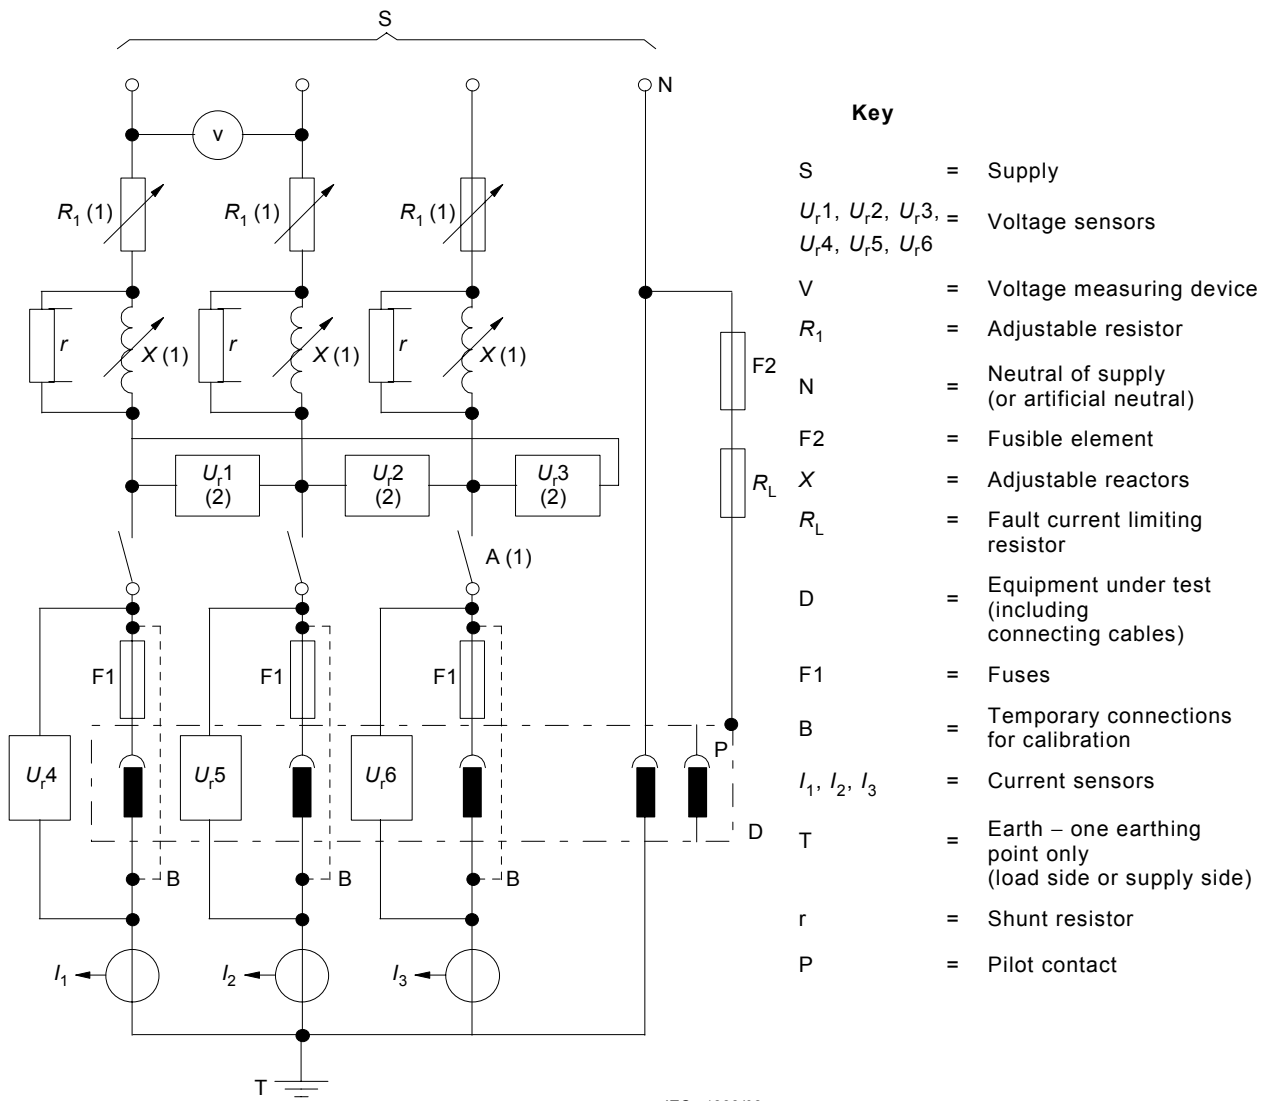 S
N
Key
v
S = Supply
R1 (1) R1 (1) R1 (1)
Ur1, Ur2, Ur3, = Voltage sensors
Ur4, Ur5, Ur6
V = Voltage measuring device
R1 = Adjustable resistor
r X (1) r X (1) r X (1)
F2
N = Neutral of supply
(or artificial neutral)
F2 = Fusible element
Ur1 Ur2 Ur3
(2) (2) (2)
RL
X = Adjustable reactors
RL = Fault current limiting
resistor
A (1)
D = Equipment under test
(including
connecting cables)
F1 F1 F1
F1 = Fuses
B = Temporary connections
for calibration
P
Ur4 Ur5 Ur6
I1, I2, I3 = Current sensors
D
T = Earth – one earthing
point only
(load side or supply side)
B B B
r = Shunt resistor
I1 I2 I3
P = Pilot contact
T